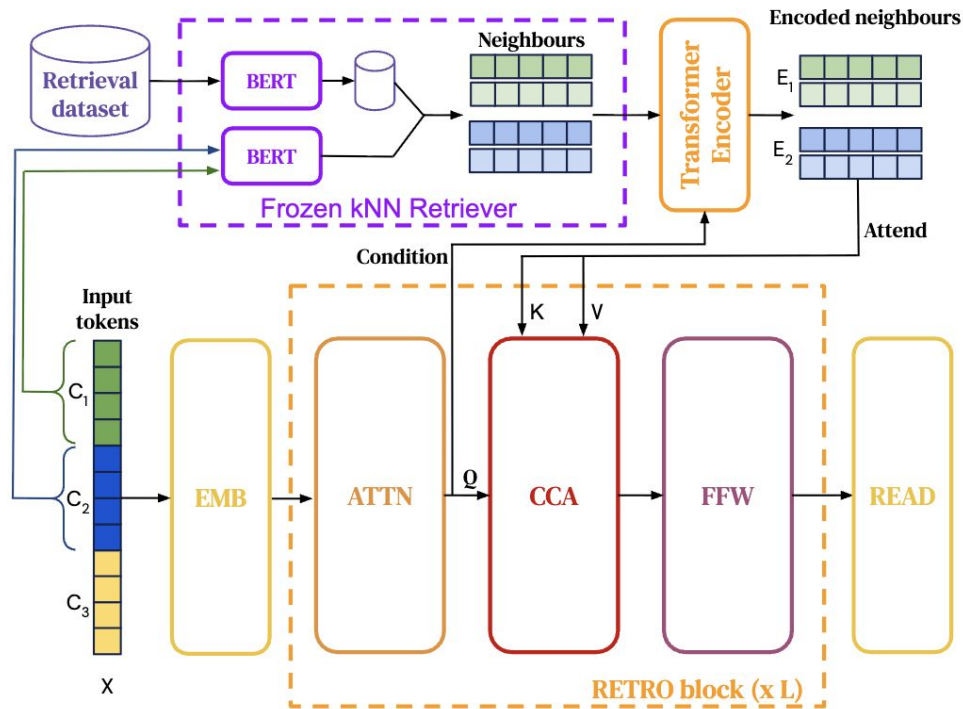 Encoded neighbours
Neighbours
Retrieval
dataset
BERT
BERT
Frozen kNN Retriever
Transformer
Encoder
E1
E2
Condition
Attend
Input
tokens
K
V
C1
C2
C3
X
EMB
ATTN
Q
CCA
FFW
READ
RETRO block (x L)